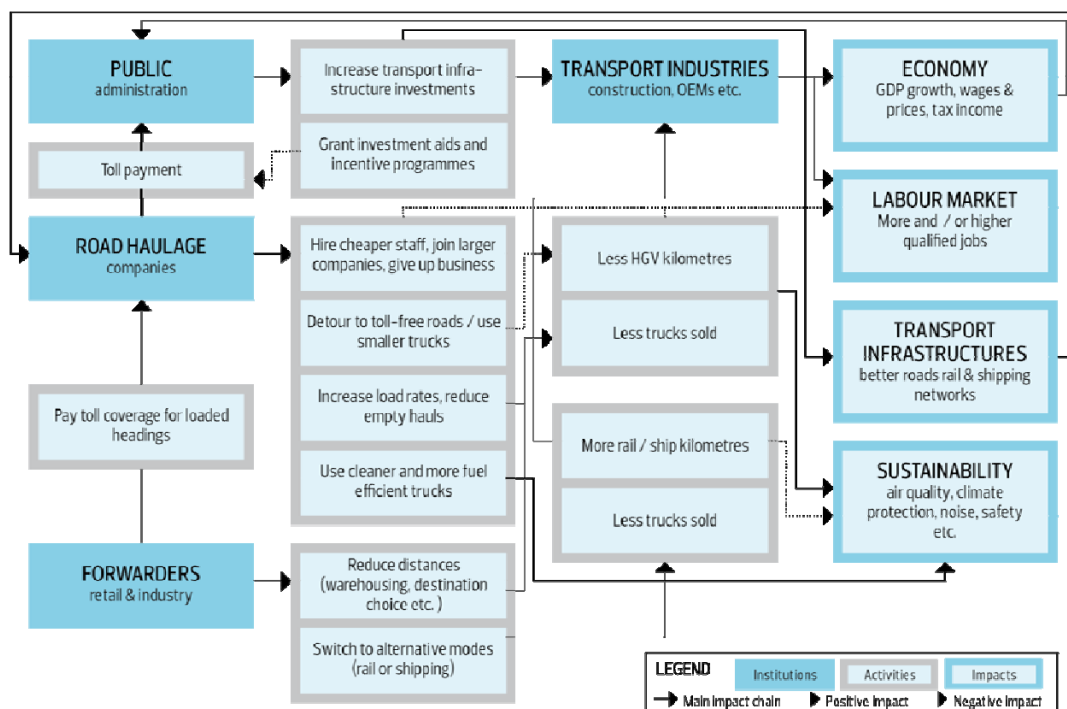 PUBLIC
administration
Increase transport infra-
structure investments
Grant investment aids and
incentive programmes
TRANSPORT INDUSTRIES
construction, OEMs etc.
ECONOMY
GDP growth, wages &
prices, tax income
Toll payment
LABOUR MARKET
More and / or higher
qualified jobs
ROAD HAULAGE
companies
Hire cheaper staff, join larger
companies, give up business
Detour to toll-free roads / use
smaller trucks
Increase load rates, reduce
empty hauls
Use cleaner and more fuel
efficient trucks
Less HGV kilometres
Less trucks sold
TRANSPORT
INFRASTRUCTURES
better roads rail & shipping
networks
Pay toll coverage for loaded
headings
More rail / ship kilometres
Less trucks sold
SUSTAINABILITY
air quality, climate
protection, noise, safety
etc.
FORWARDERS
retail & industry
Reduce distances
(warehousing, destination
choice etc. )
Switch to alternative modes
(rail or shipping)
LEGEND
Institutions
Activities
Impacts
Main impact chain
Positive impact
Negative impact